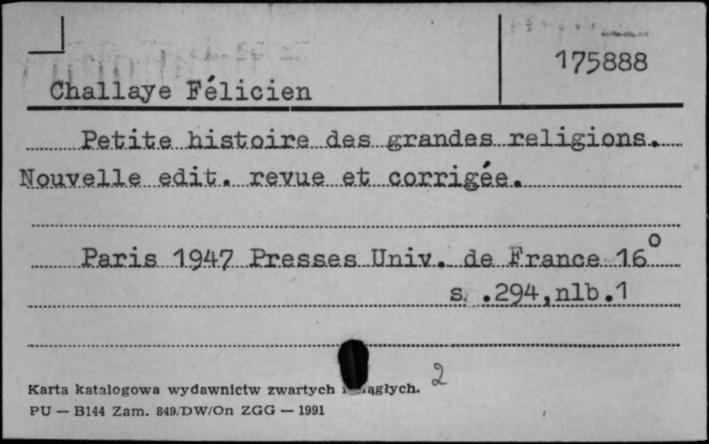 175888
Challaye Félicien
Petite histoire des grandes religions.
Nouvelle edit. revue et corrigée.
Paris 1947 Presses Univ. de France 16°
s. .294,nlb.1
2
Karta katalogowa wydawnictw zwartych ciągłych.
PU — B144 Zam. 849/DW/On ZGG — 1991